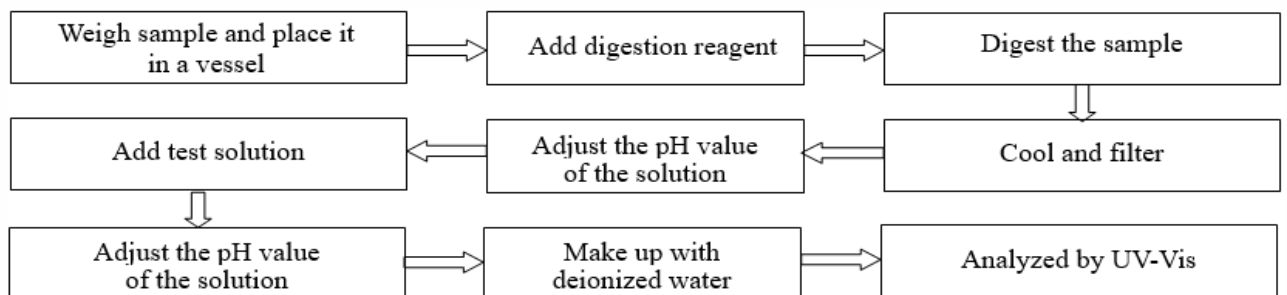 Weigh sample and place it
in a vessel
Add digestion reagent
Digest the sample
Cool and filter
Adjust the pH value
of the solution
Add test solution
Adjust the pH value
of the solution
Make up with
deionized water
Analyzed by UV-Vis